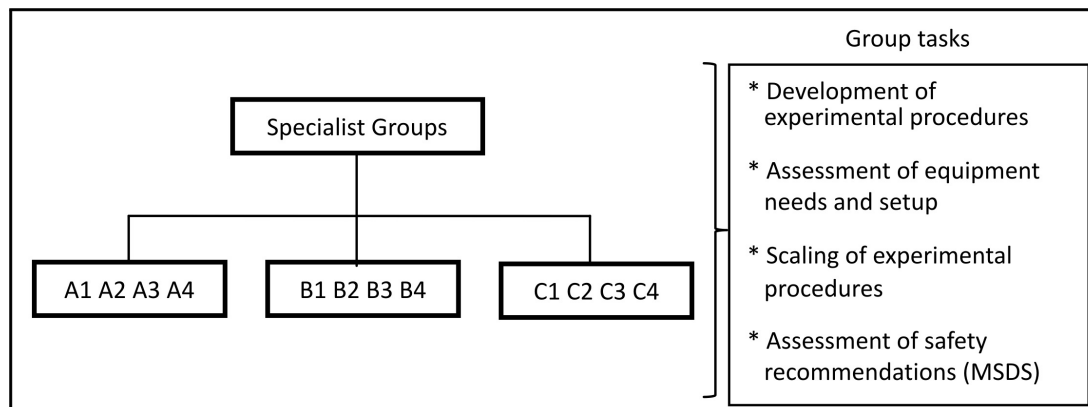 Group tasks
Specialist Groups
A1 A2 A3 A4
B1 B2 B3 B4
C1 C2 C3 C4
* Development of
experimental procedures
* Assessment of equipment
needs and setup
* Scaling of experimental
procedures
* Assessment of safety
recommendations (MSDS)